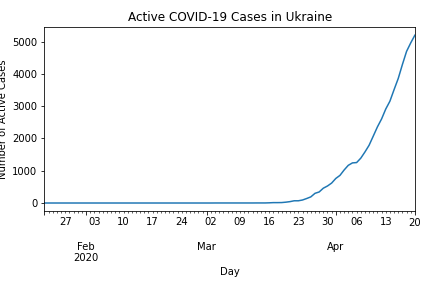 Active COVID-19 Cases in Ukraine
Number of Active Cases
5000
4000
3000
2000
1000
0
27 03 10 17 24 02 09 16 23 30 06 13 20
Feb Mar Apr
2020
Day